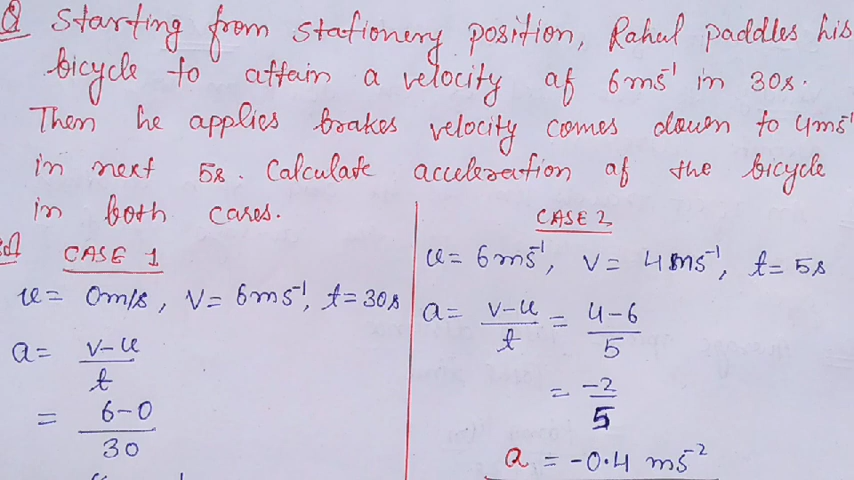 Q Starting from stationery position, Rahul paddles his
bicycle to attain a velocity of 6ms⁻¹ in 30s.
Then he applies brakes velocity comes down to 4ms⁻¹
in next 5s. Calculate acceleration of the bicycle
in both cases.
CASE 1
u= 0m/s, v= 6ms⁻¹, t=30s
a= v-u/t
= 6-0/30
CASE 2
u= 6ms⁻¹, v= 4ms⁻¹, t= 5s
a= v-u/t = 4-6/5
= -2/5
a = -0.4 ms⁻²